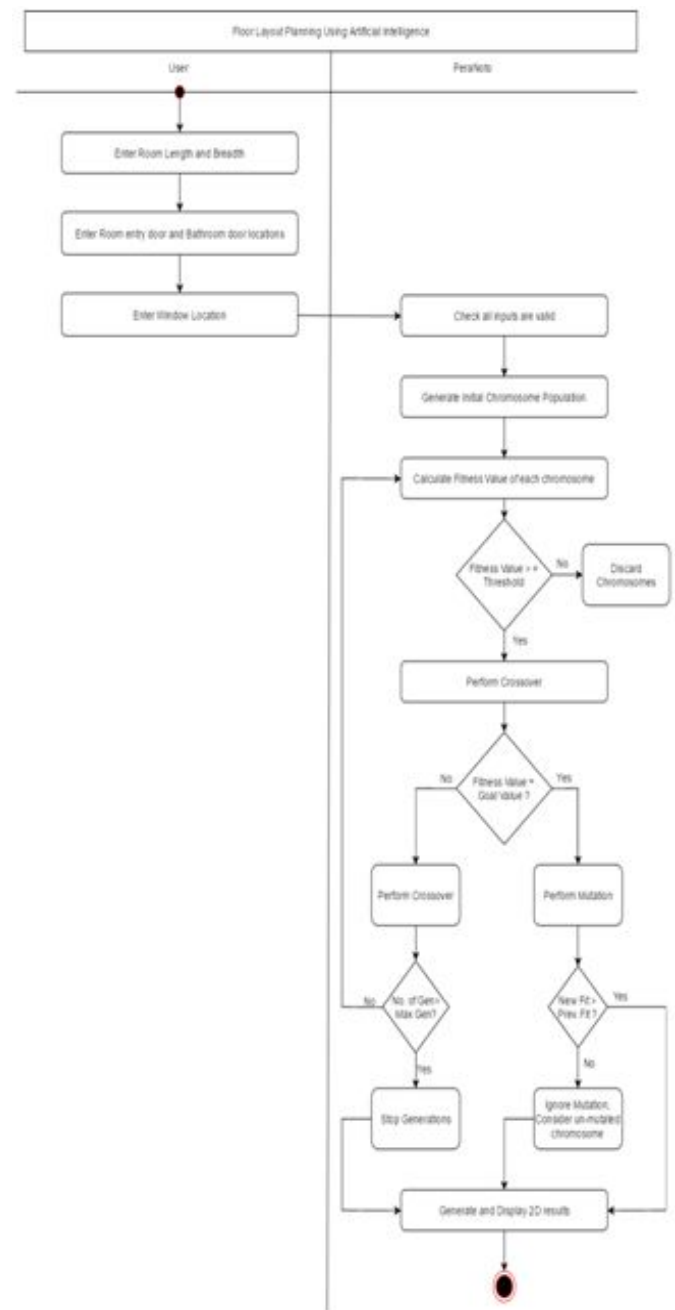 Floor Layout Planning Using Artificial Intelligence
User
PeraNoto
Enter Room Length and Breadth
Enter Room entry door and Bathroom door locations
Enter Window Location
Check all inputs are valid
Generate Initial Chromosome Population
Calculate Fitness Value of each chromosome
Fitness Value > =
Threshold
No
Discard
Chromosomes
Yes
Perform Crossover
No
Fitness Value =
Goal Value ?
Yes
Perform Crossover
Perform Mutation
No
No. of Gen=
Max Gen?
New Fit >
Prev. Fit ?
Yes
Yes
No
Stop Generations
Ignore Mutation,
Consider un-mutated
chromosome
Generate and Display 2D results